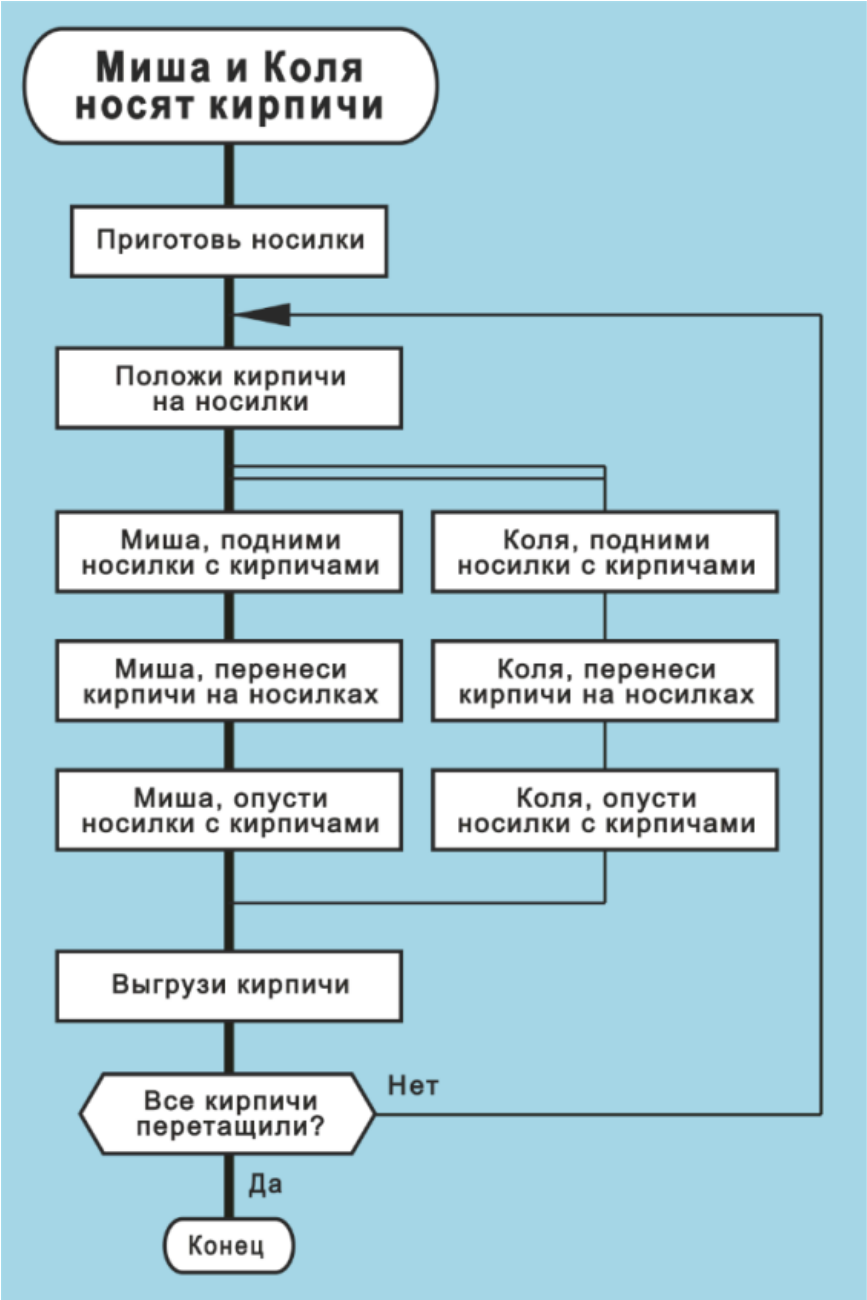 Миша и Коля
носят кирпичи
Приготовь носилки
Положи кирпичи
на носилки
Миша, подними
носилки с кирпичами
Коля, подними
носилки с кирпичами
Миша, перенеси
кирпичи на носилках
Коля, перенеси
кирпичи на носилках
Миша, опусти
носилки с кирпичами
Коля, опусти
носилки с кирпичами
Выгрузи кирпичи
Все кирпичи
перетащили?
Нет
Да
Конец